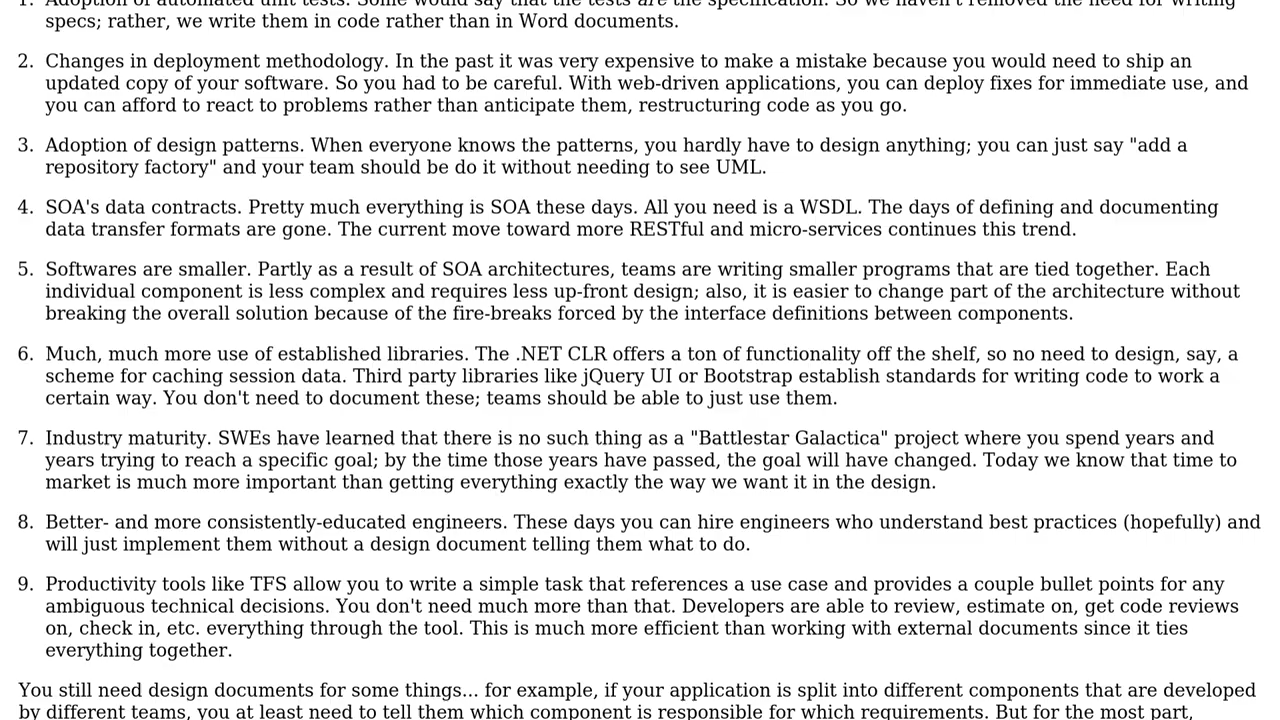 1. Adoption of automated unit tests. Some would say that the tests are the specification. So we haven't removed the need for writing
specs; rather, we write them in code rather than in Word documents.
2. Changes in deployment methodology. In the past it was very expensive to make a mistake because you would need to ship an
updated copy of your software. So you had to be careful. With web-driven applications, you can deploy fixes for immediate use, and
you can afford to react to problems rather than anticipate them, restructuring code as you go.
3. Adoption of design patterns. When everyone knows the patterns, you hardly have to design anything; you can just say "add a
repository factory" and your team should be do it without needing to see UML.
4. SOA's data contracts. Pretty much everything is SOA these days. All you need is a WSDL. The days of defining and documenting
data transfer formats are gone. The current move toward more RESTful and micro-services continues this trend.
5. Softwares are smaller. Partly as a result of SOA architectures, teams are writing smaller programs that are tied together. Each
individual component is less complex and requires less up-front design; also, it is easier to change part of the architecture without
breaking the overall solution because of the fire-breaks forced by the interface definitions between components.
6. Much, much more use of established libraries. The .NET CLR offers a ton of functionality off the shelf, so no need to design, say, a
scheme for caching session data. Third party libraries like jQuery UI or Bootstrap establish standards for writing code to work a
certain way. You don't need to document these; teams should be able to just use them.
7. Industry maturity. SWEs have learned that there is no such thing as a "Battlestar Galactica" project where you spend years and
years trying to reach a specific goal; by the time those years have passed, the goal will have changed. Today we know that time to
market is much more important than getting everything exactly the way we want it in the design.
8. Better- and more consistently-educated engineers. These days you can hire engineers who understand best practices (hopefully) and
will just implement them without a design document telling them what to do.
9. Productivity tools like TFS allow you to write a simple task that references a use case and provides a couple bullet points for any
ambiguous technical decisions. You don't need much more than that. Developers are able to review, estimate on, get code reviews
on, check in, etc. everything through the tool. This is much more efficient than working with external documents since it ties
everything together.
You still need design documents for some things... for example, if your application is split into different components that are developed
by different teams, you at least need to tell them which component is responsible for which requirements. But for the most part,